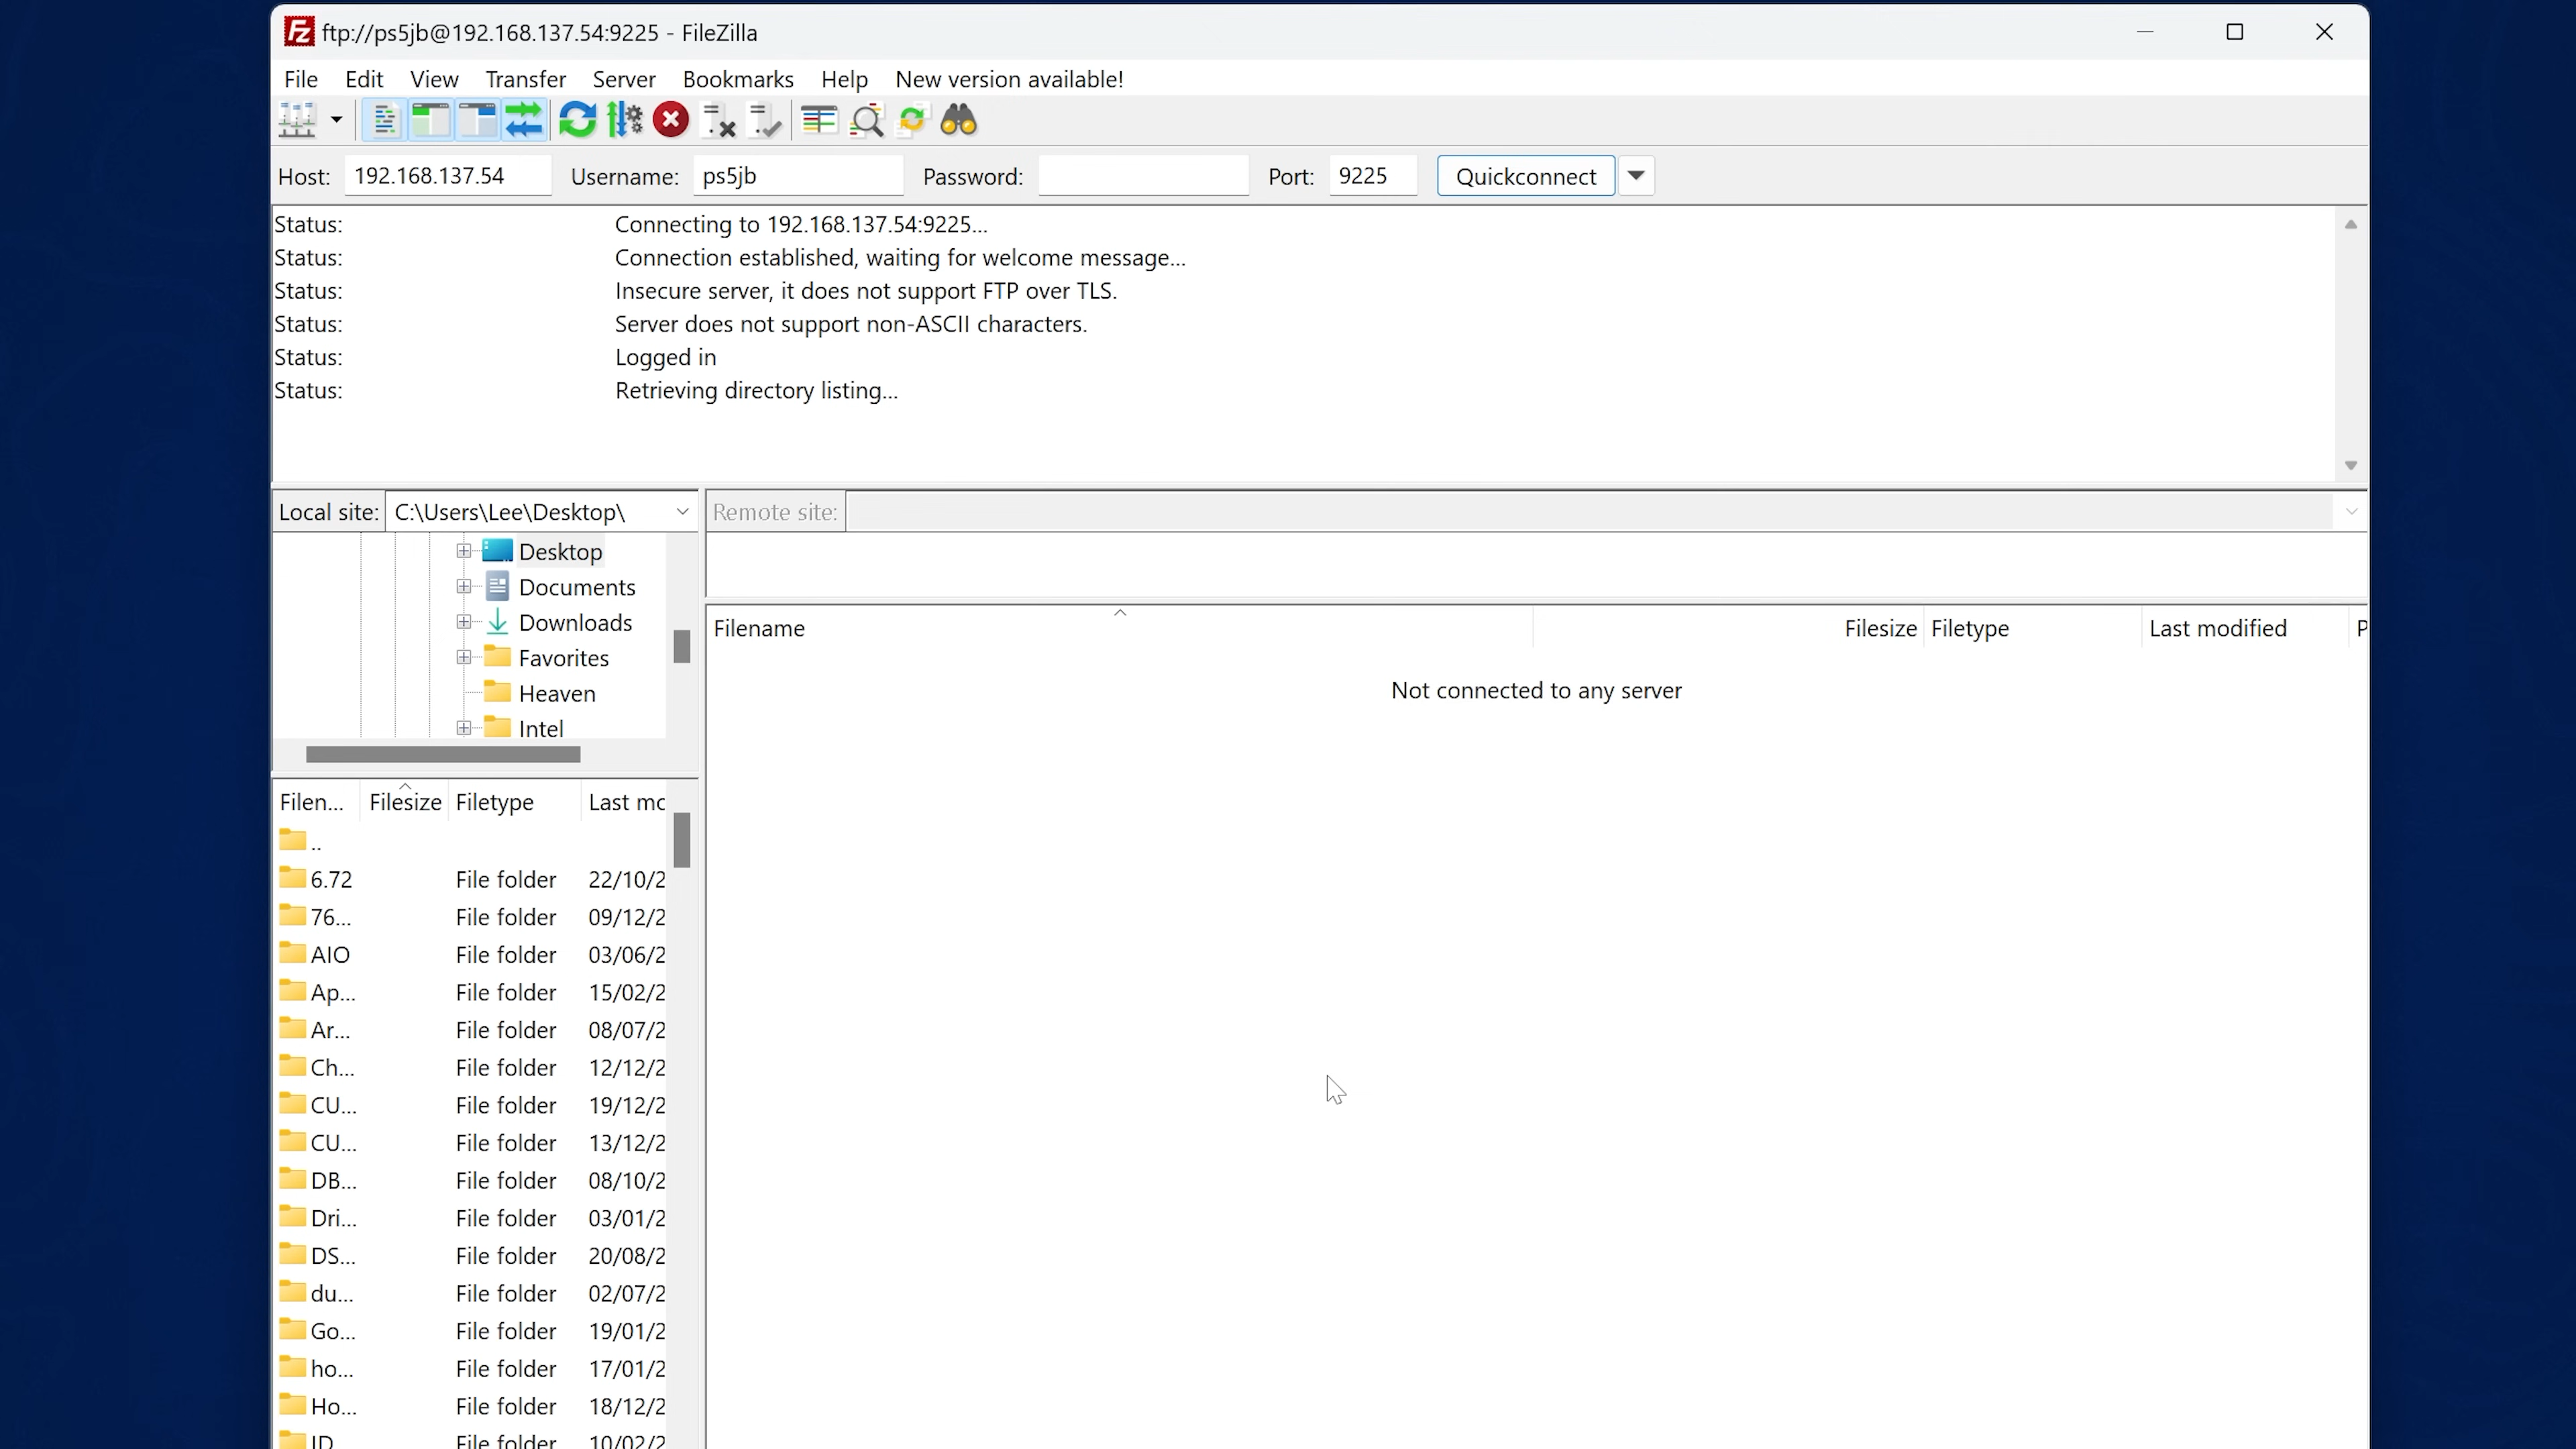 Fz ftp://ps5jb@192.168.137.54:9225 - FileZilla
File Edit View Transfer Server Bookmarks Help New version available!
Host: 192.168.137.54 Username: ps5jb Password: Port: 9225 Quickconnect
Status: Connecting to 192.168.137.54:9225...
Status: Connection established, waiting for welcome message...
Status: Insecure server, it does not support FTP over TLS.
Status: Server does not support non-ASCII characters.
Status: Logged in
Status: Retrieving directory listing...
Local site: C:\Users\Lee\Desktop\
Desktop
Documents
Downloads
Favorites
Heaven
Intel
Filen... Filesize Filetype Last mo
..
6.72 File folder 22/10/2
76... File folder 09/12/2
AIO File folder 03/06/2
Ap... File folder 15/02/2
Ar... File folder 08/07/2
Ch... File folder 12/12/2
CU... File folder 19/12/2
CU... File folder 13/12/2
DB... File folder 08/10/2
Dri... File folder 03/01/2
DS... File folder 20/08/2
du... File folder 02/07/2
Go... File folder 19/01/2
ho... File folder 17/01/2
Ho... File folder 18/12/2
ID File folder 10/02/2
Remote site:
Filename Filesize Filetype Last modified P
Not connected to any server